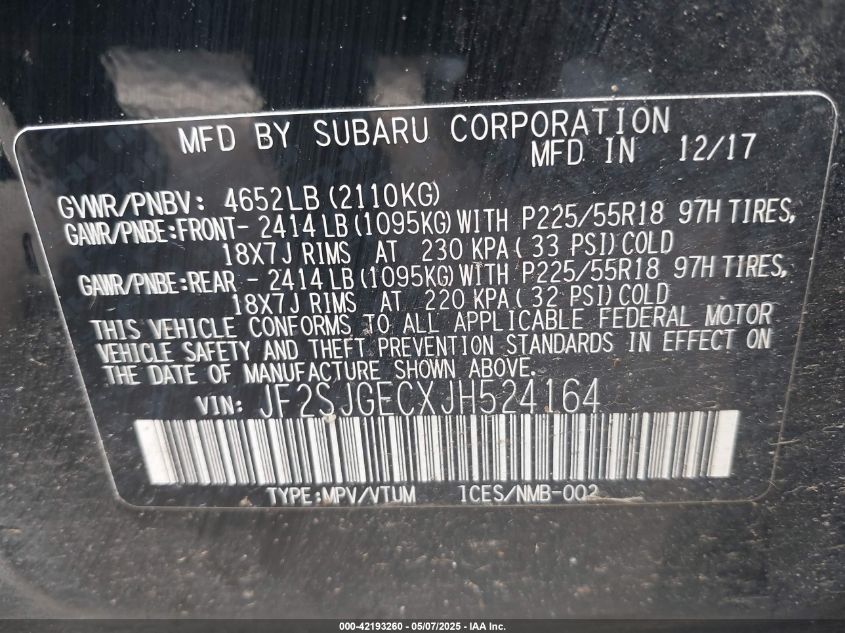 MFD BY SUBARU CORPORATION
MFD IN 12/17
GVWR/PNBV: 4652LB (2110KG)
GAWR/PNBE:FRONT- 2414LB (1095KG) WITH P225/55R18 97H TIRES,
18X7J RIMS AT 230 KPA( 33 PSI) COLD
GAWR/PNBE:REAR - 2414LB (1095KG) WITH P225/55R18 97H TIRES,
18X7J RIMS AT 220 KPA( 32 PSI) COLD
THIS VEHICLE CONFORMS TO ALL APPLICABLE FEDERAL MOTOR
VEHICLE SAFETY AND THEFT PREVENTION STANDARDS IN EFFECT ON
THE DATE OF MANUFACTURE SHOWN ABOVE.
VIN: JF2SJGECXJH524164
TYPE:MPV/VTUM ICES/NMB-002
000-42193260 - 05/07/2025 - IAA Inc.